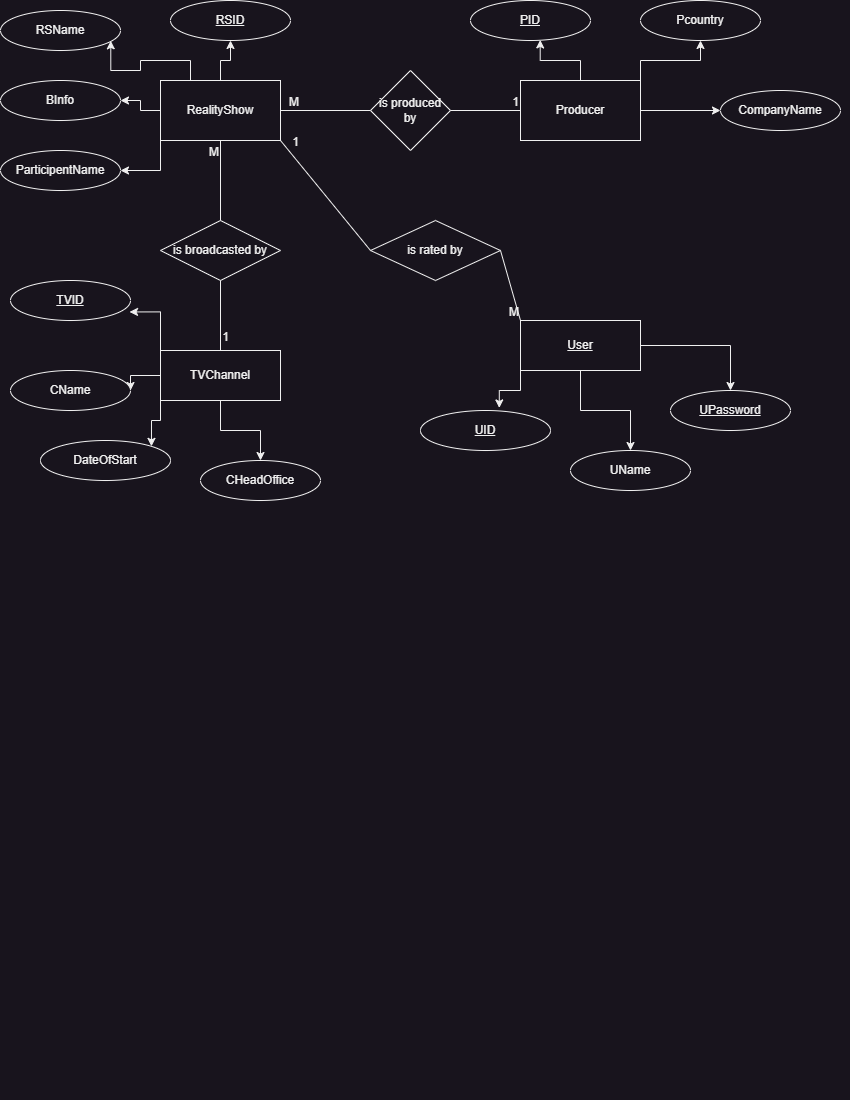 RSName
RSID
PID
Pcountry
BInfo
RealityShow
M
is produced
by
1
Producer
CompanyName
ParticipentName
M
1
is broadcasted by
is rated by
TVID
M
1
User
CName
TVChannel
UPassword
UID
DateOfStart
CHeadOffice
UName